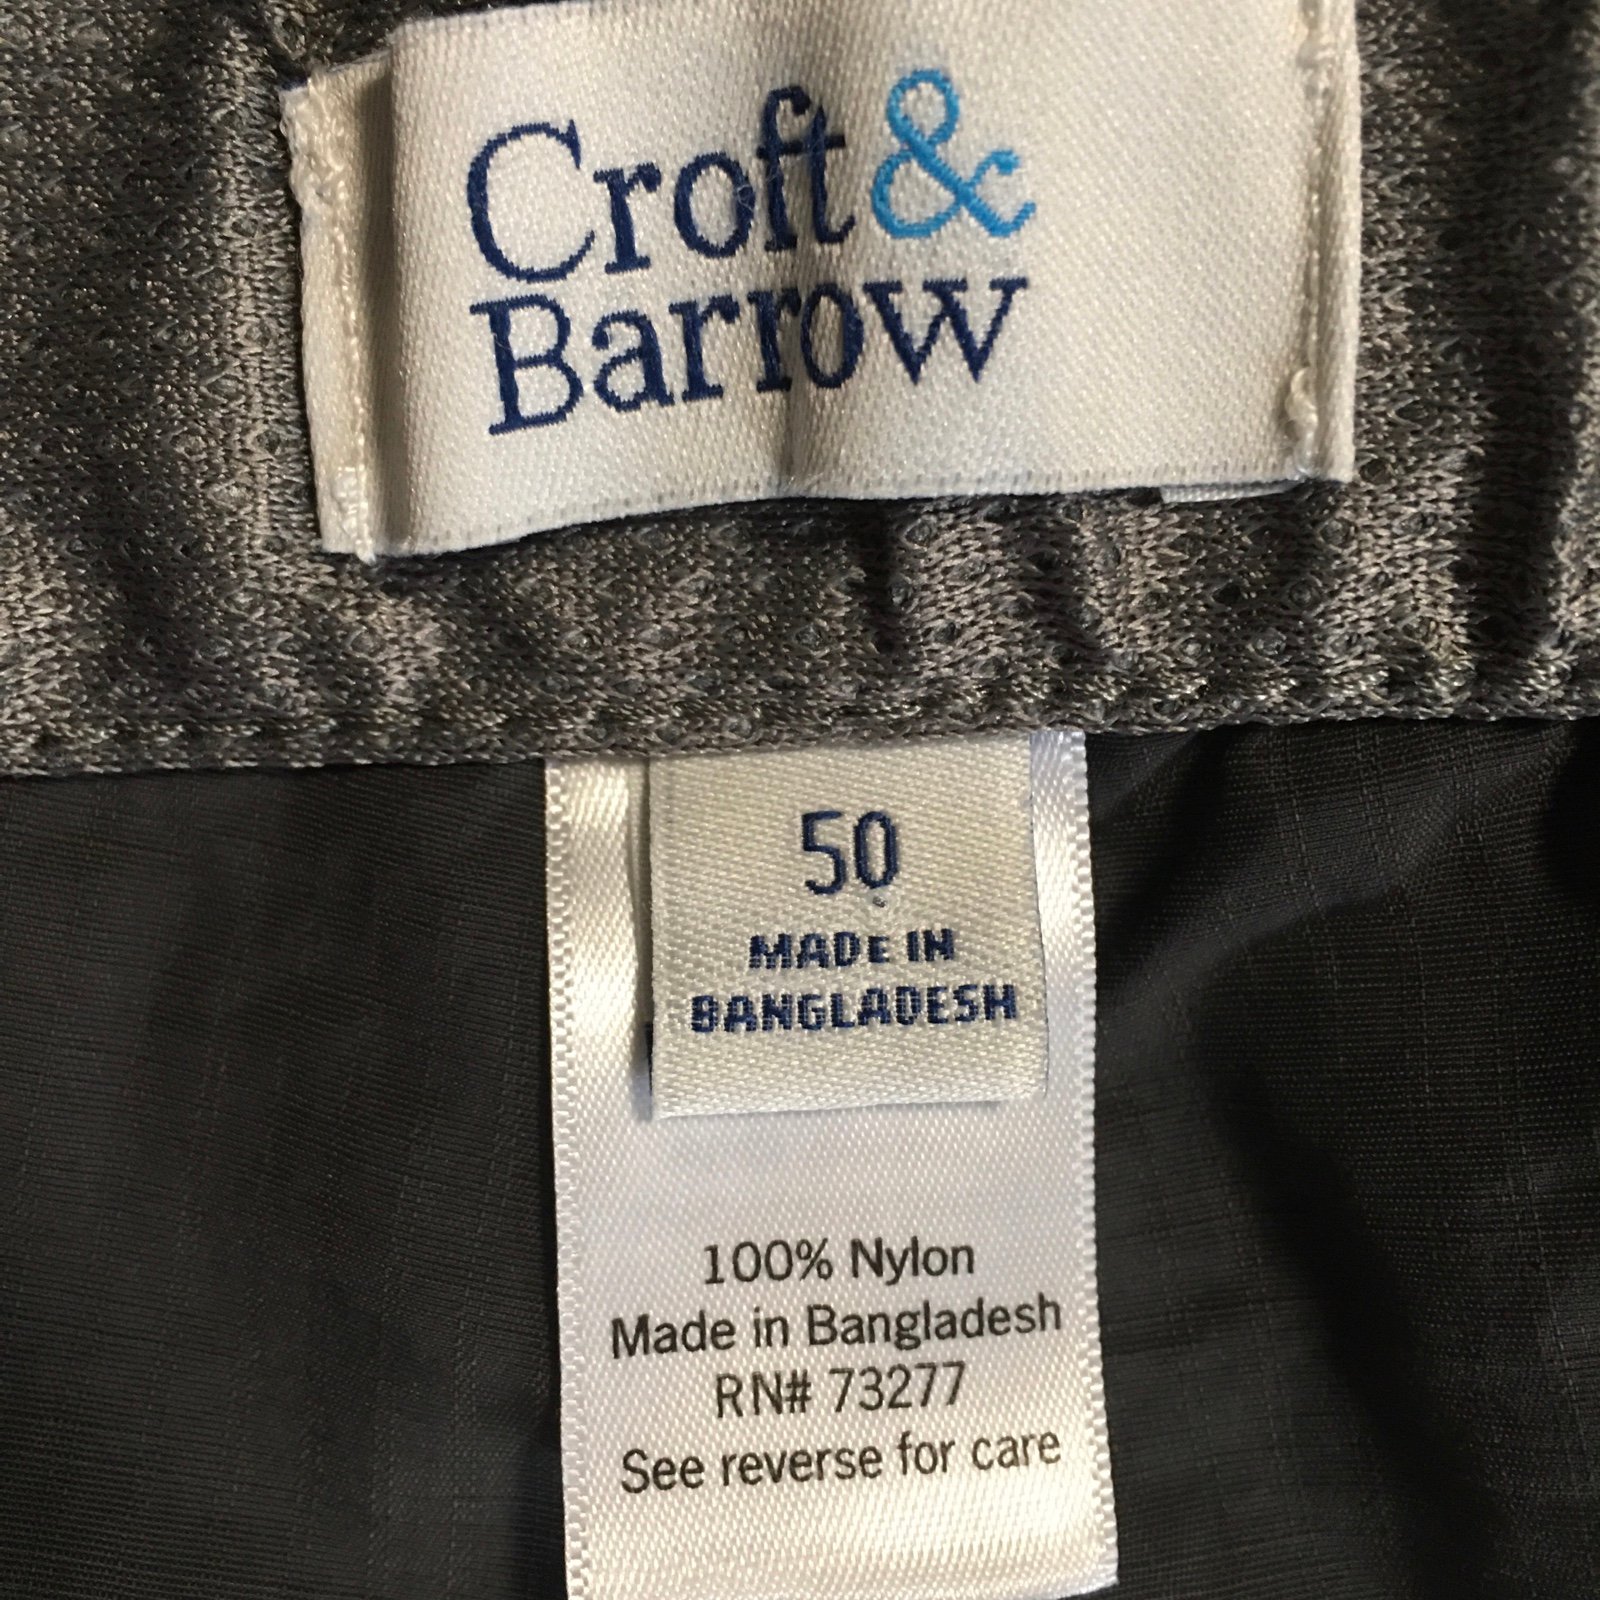 Croft &
Barrow
50
MADE IN
BANGLADESH
100% Nylon
Made in Bangladesh
RN# 73277
See reverse for care